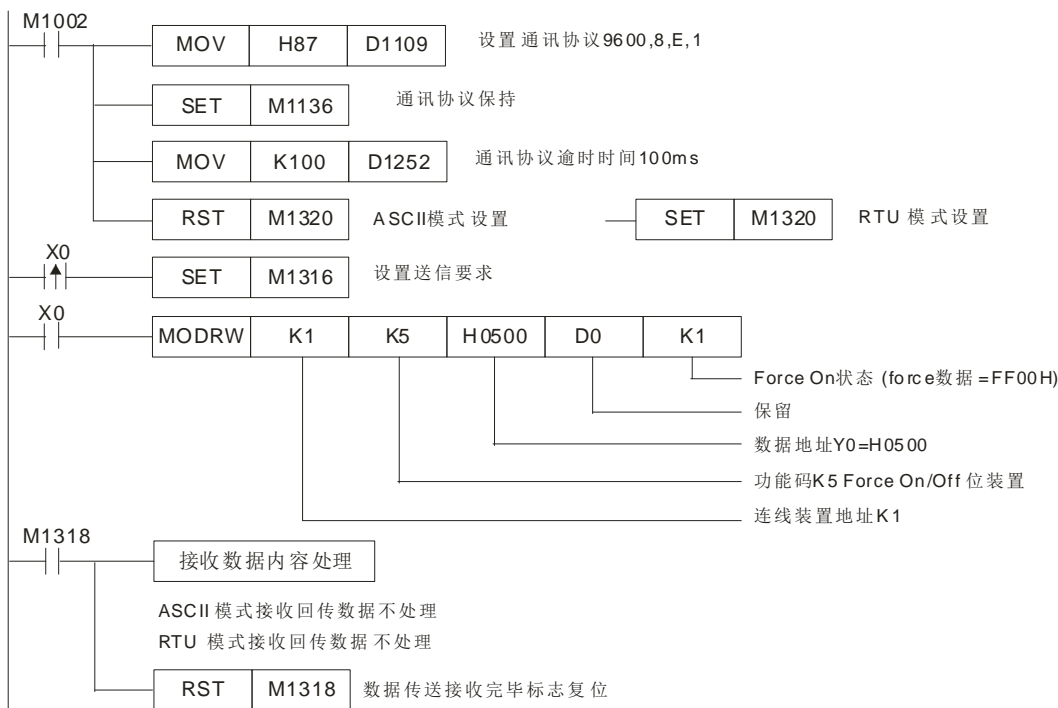 M1002
MOV H87 D1109 设置通讯协议9600,8,E,1
SET M1136 通讯协议保持
MOV K100 D1252 通讯协议逾时时间100ms
RST M1320 ASCII模式设置 SET M1320 RTU 模式设置
X0
SET M1316 设置送信要求
X0
MODRW K1 K5 H0500 D0 K1
Force On状态 (force数据=FF00H)
保留
数据地址Y0=H0500
功能码K5 Force On/Off 位装置
连线装置地址K1
M1318
接收数据内容处理
ASCII 模式接收回传数据不处理
RTU 模式接收回传数据不处理
RST M1318 数据传送接收完毕标志复位